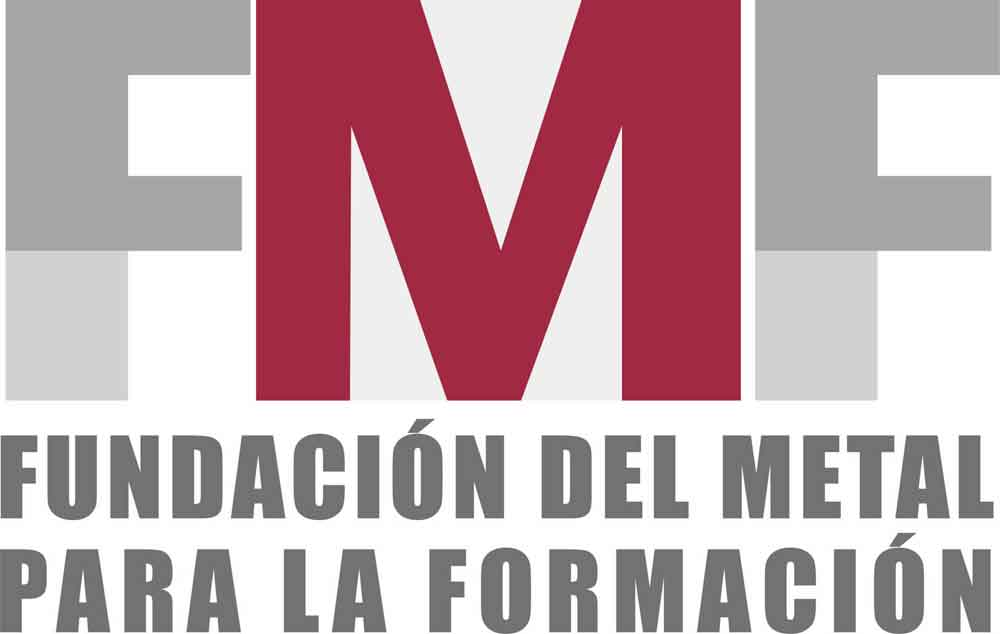 FMF
FUNDACIÓN DEL METAL
PARA LA FORMACIÓN